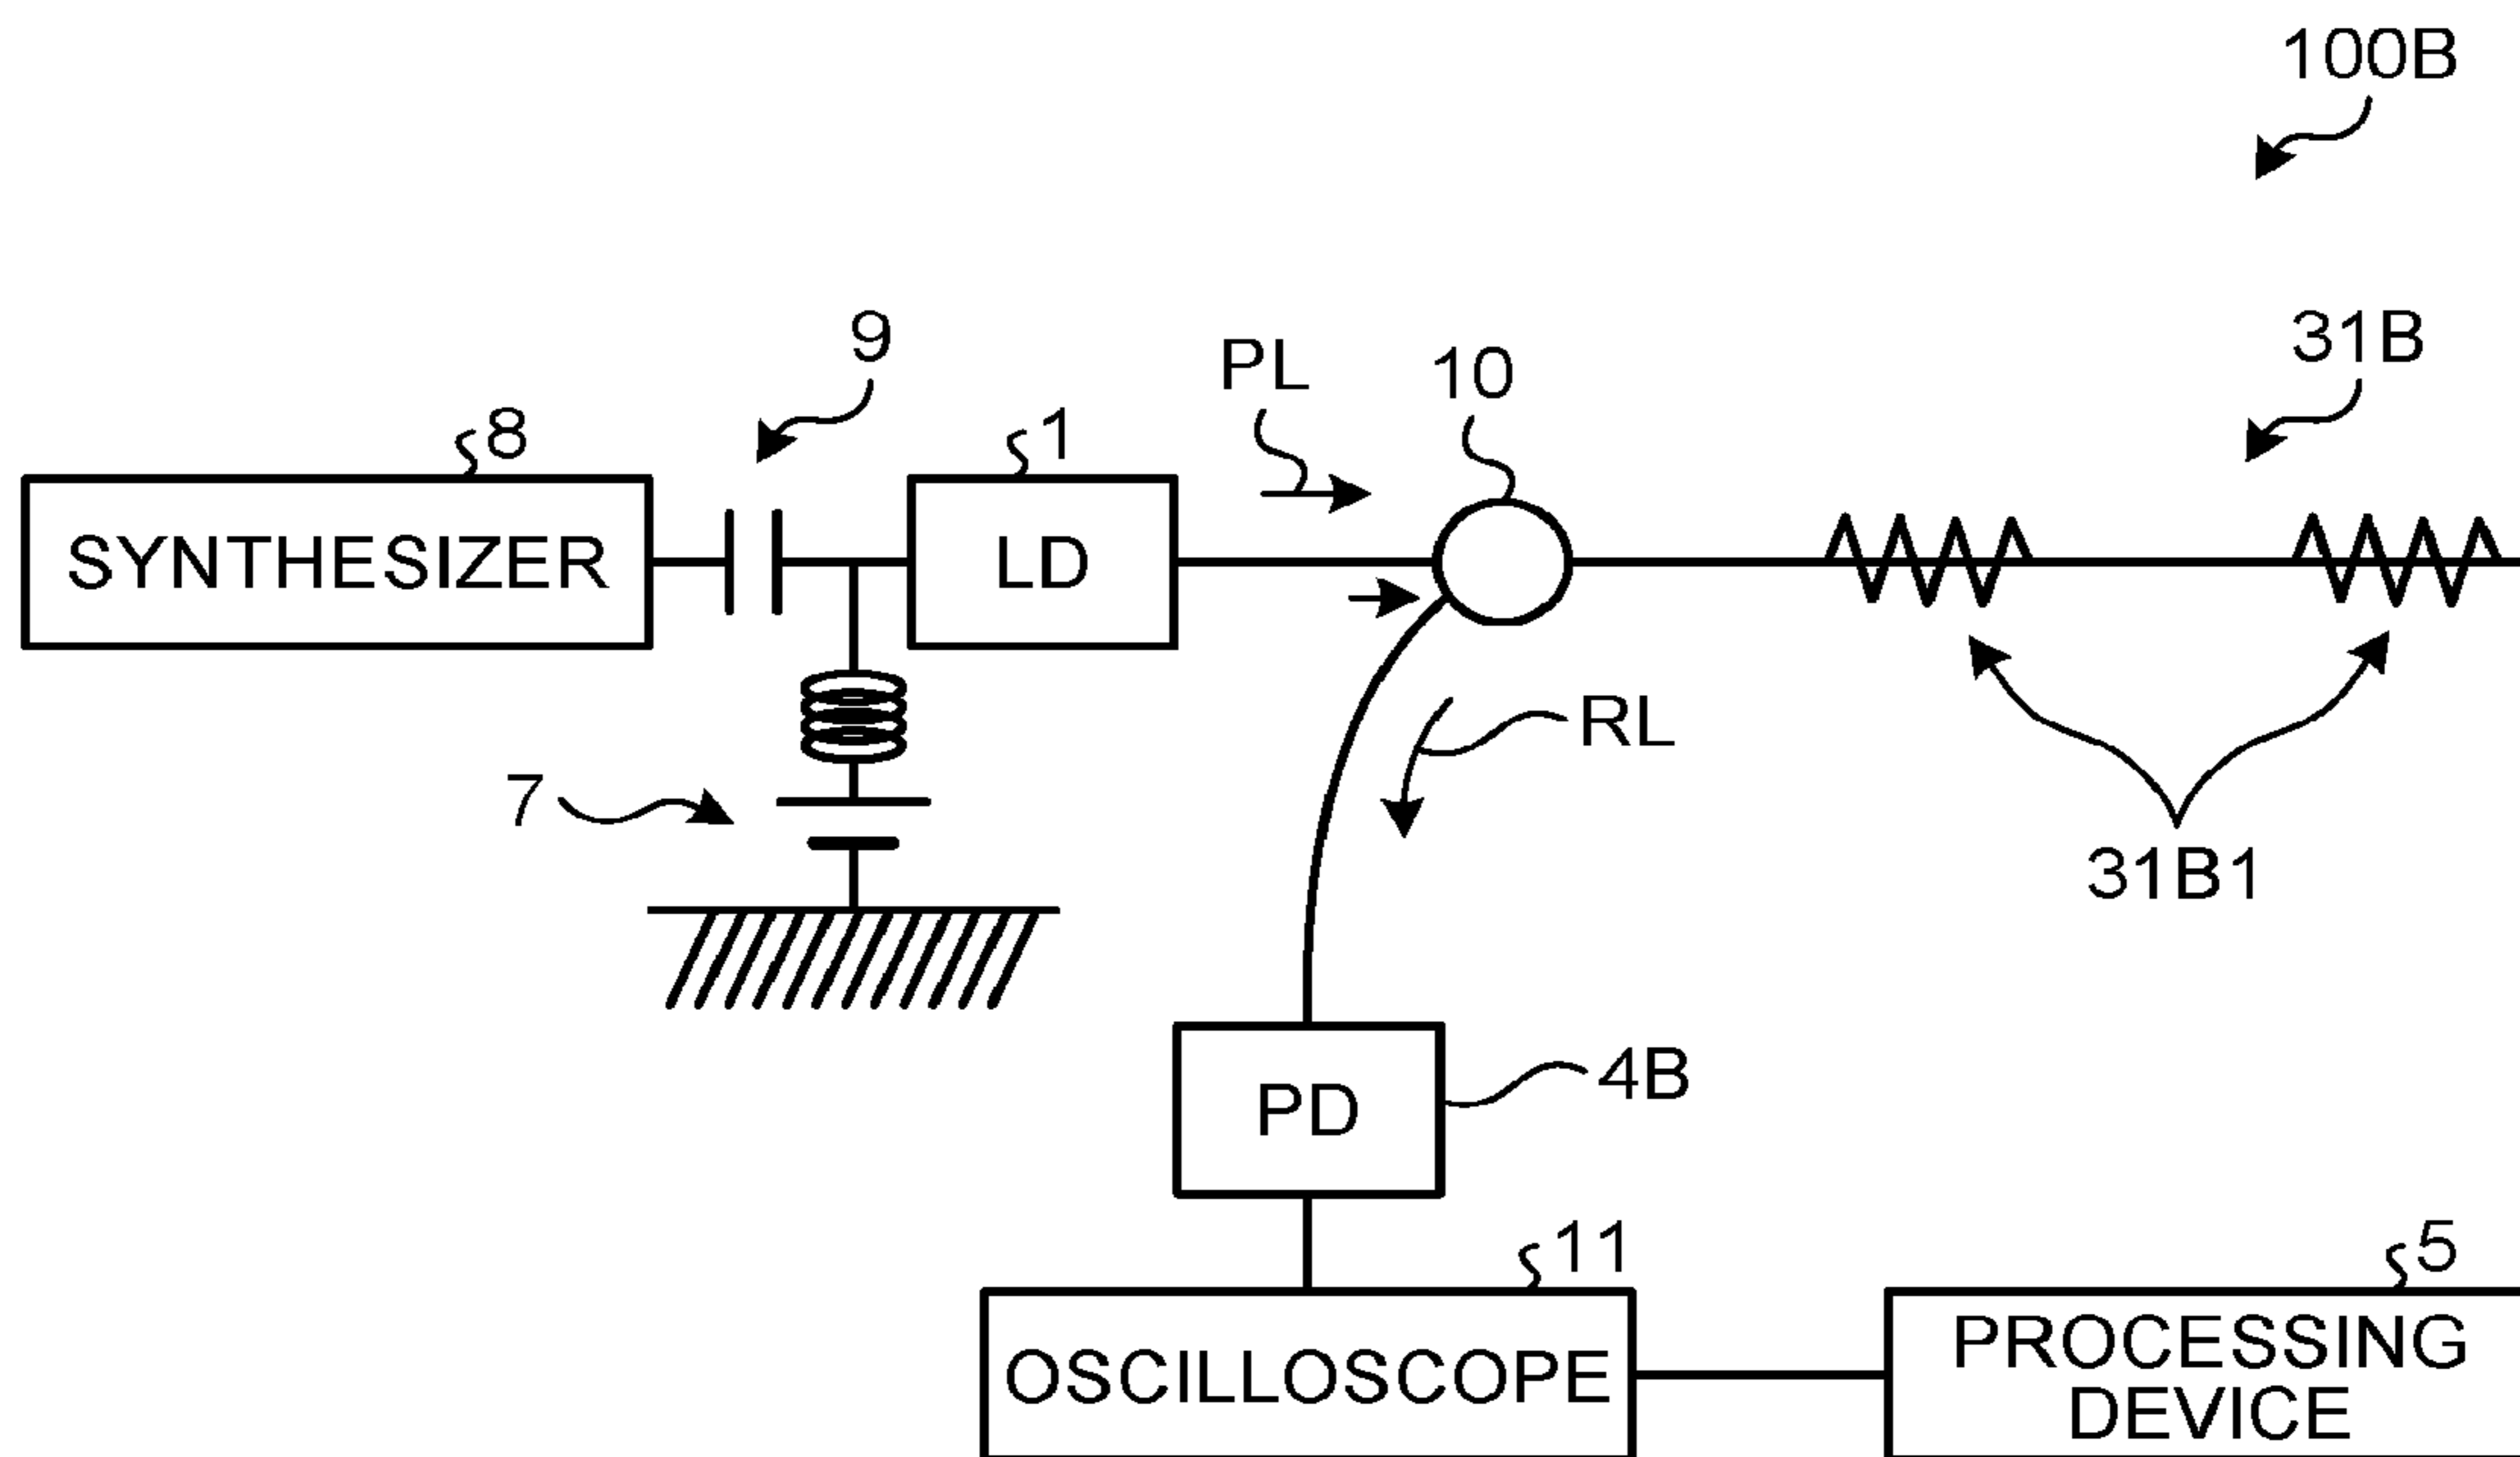 100B
9
PL
10
31B
8
1
SYNTHESIZER
LD
RL
7
31B1
PD
4B
11
5
OSCILLOSCOPE
PROCESSING
DEVICE